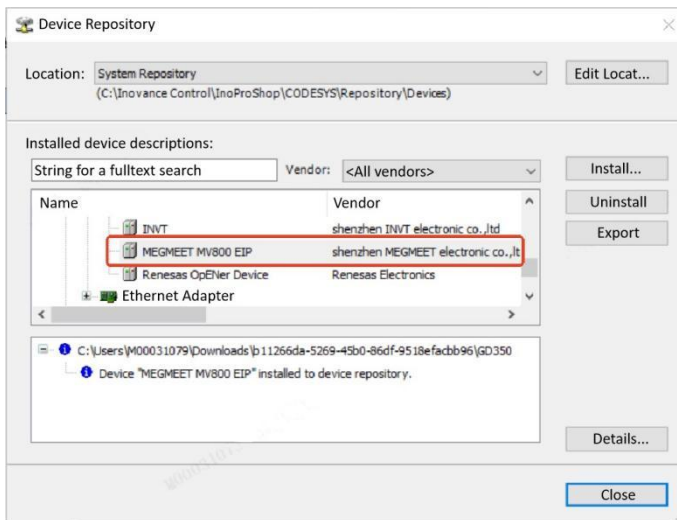 Device Repository
Location: System Repository Edit Locat...
(C:\Inovance Control\InoProShop\CODESYS\Repository\Devices)
Installed device descriptions:
String for a fulltext search Vendor: <All vendors> Install...
Name Vendor Uninstall
INVT shenzhen INVT electronic co.,ltd
Export
MEGMEET MV800 EIP shenzhen MEGMEET electronic co.,lt
Renesas OpENer Device Renesas Electronics
Ethernet Adapter
C:\Users\M00031079\Downloads\b11266da-5269-45b0-86df-9518efacbb96\GD350
Device "MEGMEET MV800 EIP" installed to device repository.
Details...
Close